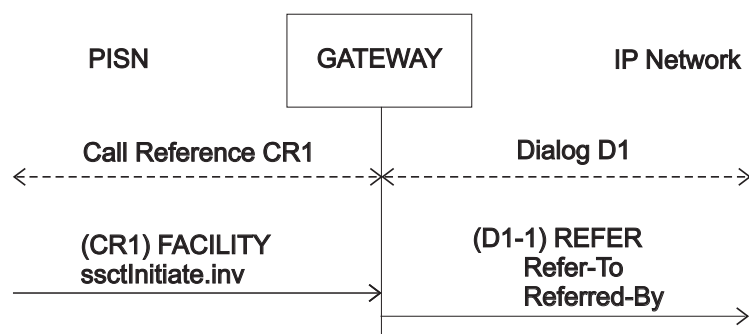 PISN
GATEWAY
IP Network
Call Reference CR1
Dialog D1
(CR1) FACILITY
ssctInitiate.inv
(D1-1) REFER
Refer-To
Referred-By